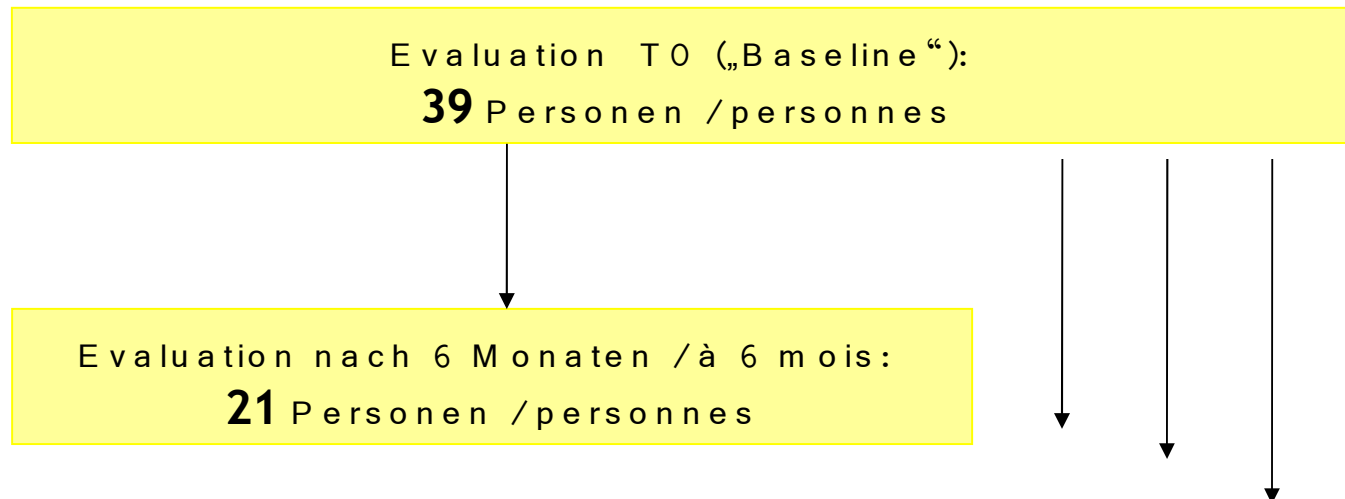 Evaluation T0 („Baseline“):
39 Personen /personnes
Evaluation nach 6 Monaten /à 6 mois:
21 Personen /personnes